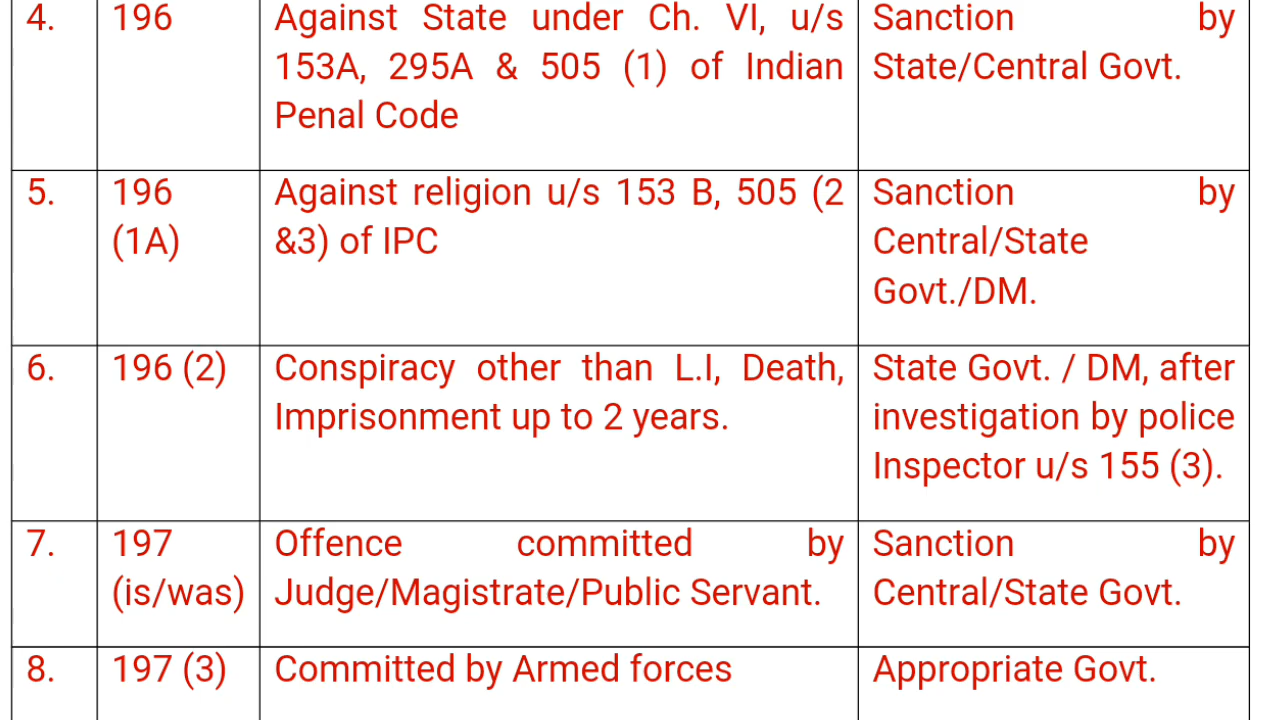 4. 196 Against State under Ch. VI, u/s Sanction by
153A, 295A & 505 (1) of Indian State/Central Govt.
Penal Code
5. 196 Against religion u/s 153 B, 505 (2 Sanction by
(1A) &3) of IPC Central/State
Govt./DM.
6. 196 (2) Conspiracy other than L.I, Death, State Govt. / DM, after
Imprisonment up to 2 years. investigation by police
Inspector u/s 155 (3).
7. 197 Offence committed by Sanction by
(is/was) Judge/Magistrate/Public Servant. Central/State Govt.
8. 197 (3) Committed by Armed forces Appropriate Govt.